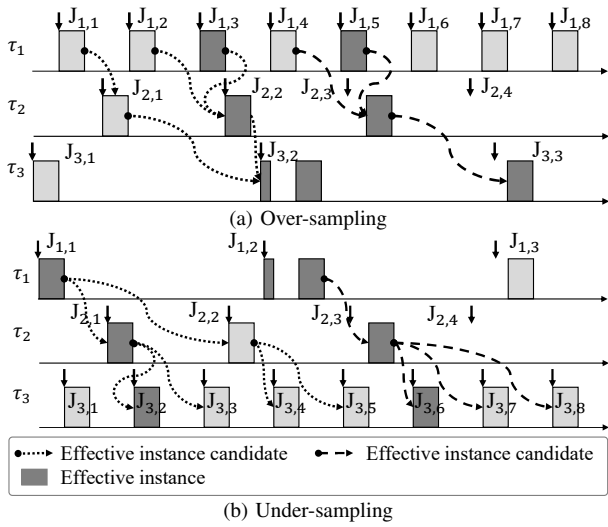 J1,1 J1,2 J1,3 J1,4 J1,5 J1,6 J1,7 J1,8
τ1
J2,1 J2,2 J2,3 J2,4
τ2
J3,1 J3,2 J3,3
τ3
(a) Over-sampling
J1,1 J1,2 J1,3
τ1
J2,1 J2,2 J2,3 J2,4
τ2
J3,1 J3,2 J3,3 J3,4 J3,5 J3,6 J3,7 J3,8
τ3
Effective instance candidate Effective instance candidate
Effective instance
(b) Under-sampling